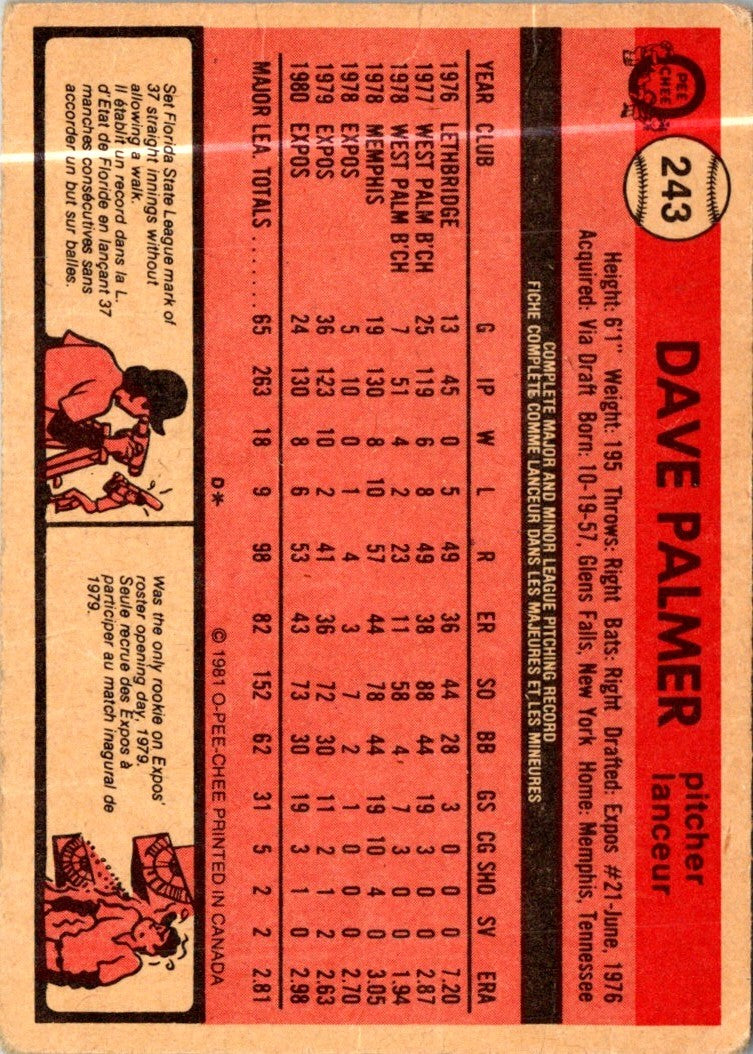 O
PEE
CHEE
243
DAVE PALMER
pitcher
lanceur
Height: 6'1" Weight: 195 Throws: Right Bats: Right Drafted: Expos #21-June, 1976
Acquired: Via Draft Born: 10-19-57, Glens Falls, New York Home: Memphis, Tennessee
COMPLETE MAJOR AND MINOR LEAGUE PITCHING RECORD
FICHE COMPLETE COMME LANCEUR DANS LES MAJEURES ET LES MINEURES
YEAR CLUB G IP W L R ER SO BB GS CG SHO SV ERA
1976 LETHBRIDGE 13 45 0 5 49 36 44 28 3 0 0 0 7.20
1977 WEST PALM B'CH 25 119 6 8 49 38 88 44 19 3 0 0 2.87
1978 WEST PALM B'CH 7 51 4 2 23 11 58 4 7 3 0 0 1.94
1978 MEMPHIS 19 130 8 10 57 44 78 44 19 10 4 0 3.05
1978 EXPOS 5 10 0 1 4 3 7 2 1 0 0 0 2.70
1979 EXPOS 36 123 10 2 41 36 72 30 11 2 1 2 2.63
1980 EXPOS 24 130 8 6 53 43 73 30 19 3 1 0 2.98
MAJOR LEA. TOTALS ........ 65 263 18 9 98 82 152 62 31 5 2 2 2.81
D* © 1981 O-PEE-CHEE PRINTED IN CANADA
Set Florida State League mark of
37 straight innings without
allowing a walk.
Il établit un record dans la L.
d'Etat de Floride en lançant 37
manches consécutives sans
accorder un but sur balles.
Was the only rookie on Expos'
roster opening day, 1979.
Seule recrue des Expos à
participer au match inagural de
1979.